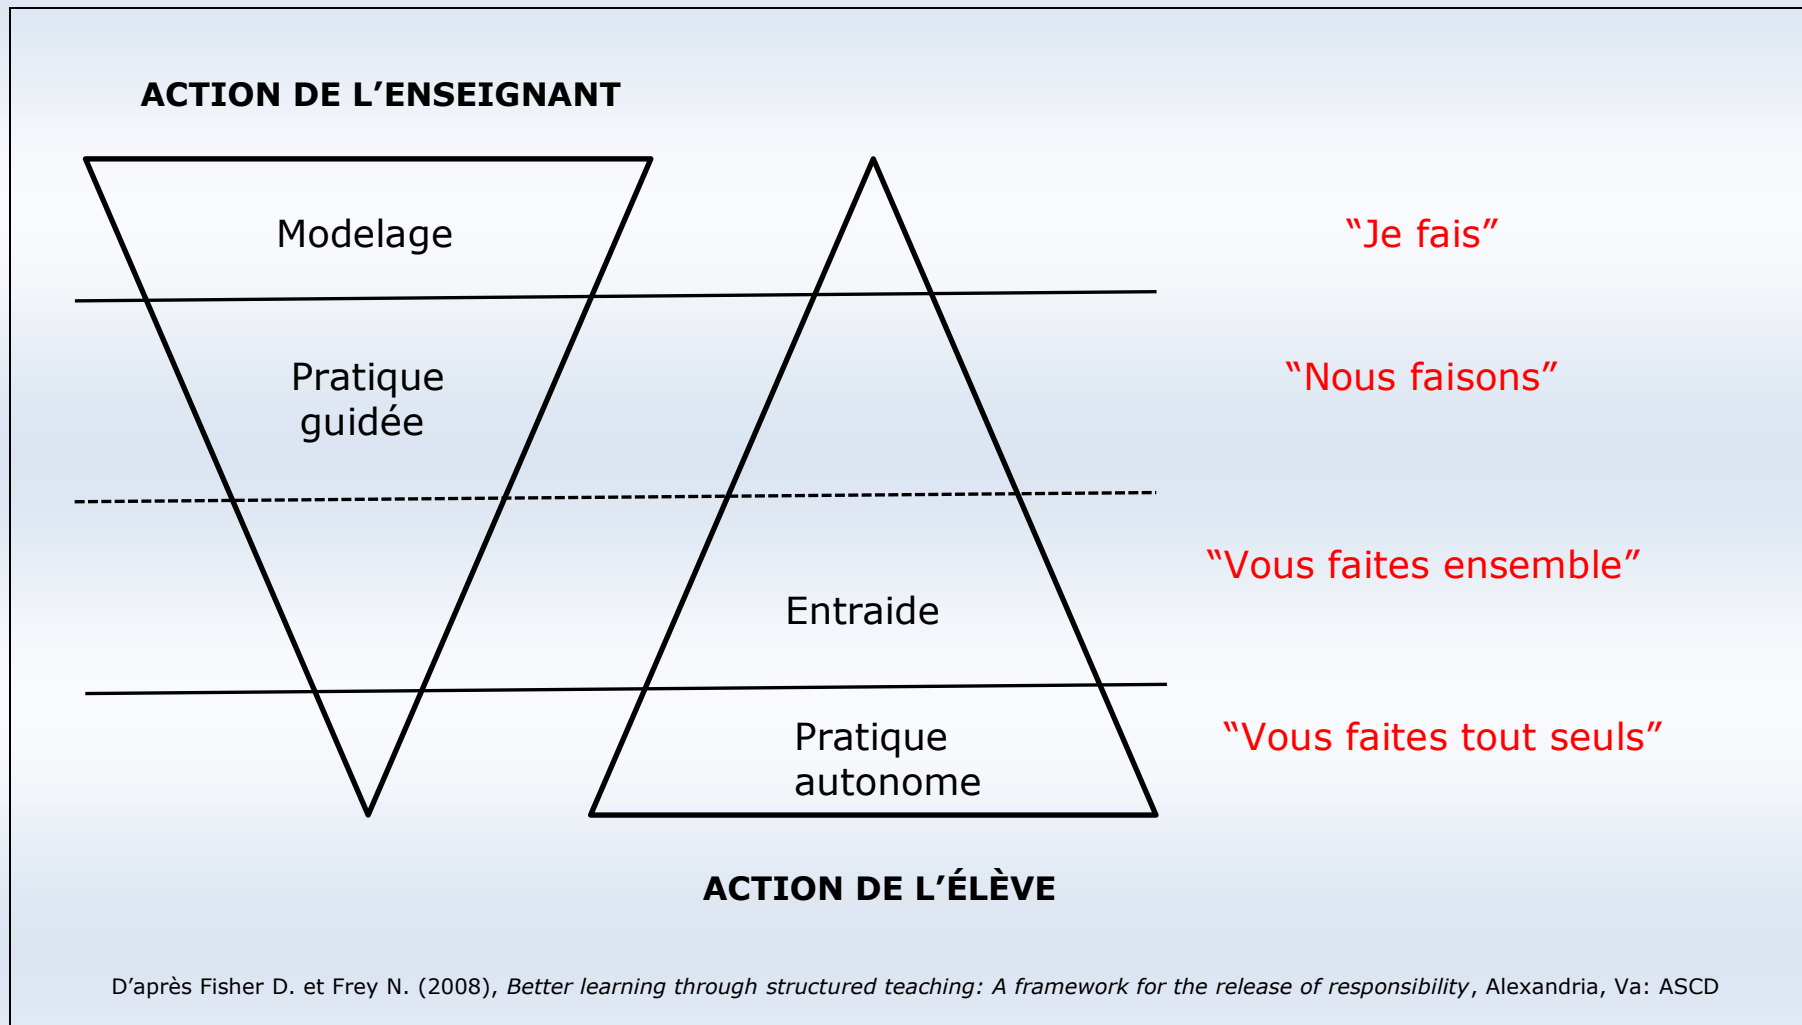 ACTION DE L’ENSEIGNANT
Modelage
“Je fais”
Pratique
guidée
“Nous faisons”
“Vous faites ensemble”
Entraide
Pratique
autonome
“Vous faites tout seuls”
ACTION DE L’ÉLÈVE
D’après Fisher D. et Frey N. (2008), Better learning through structured teaching: A framework for the release of responsibility, Alexandria, Va: ASCD